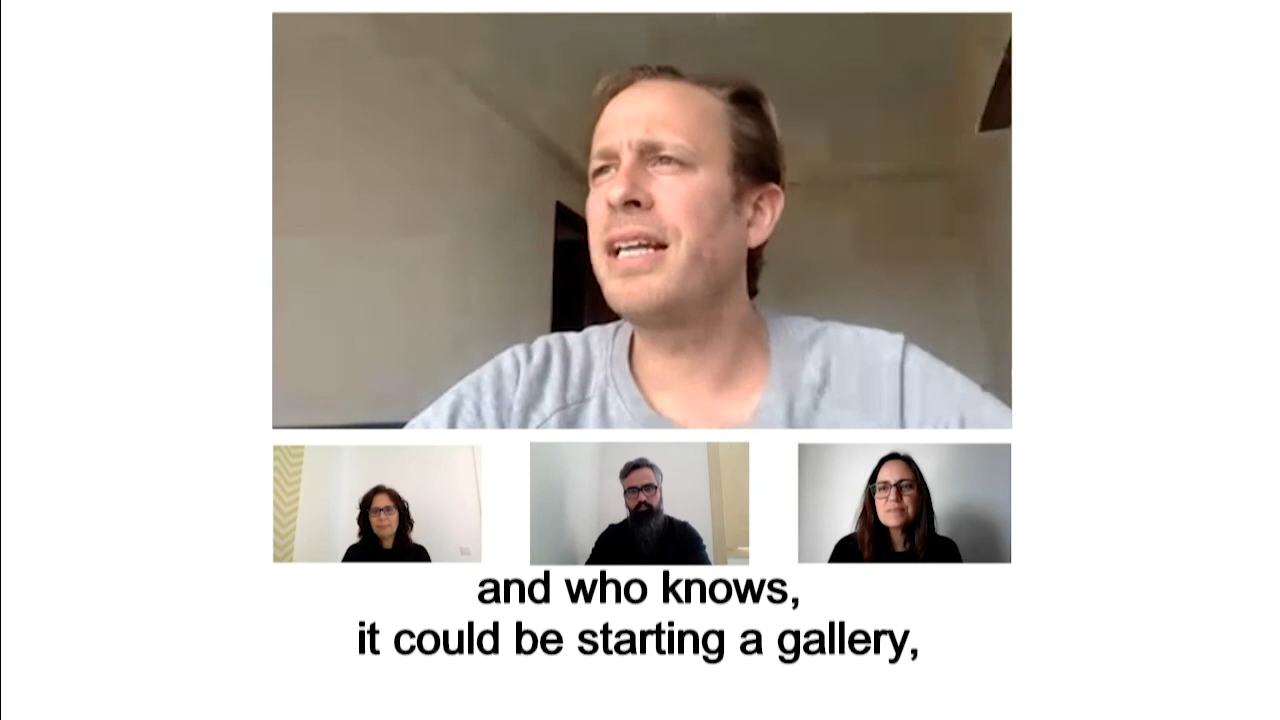 and who knows,
it could be starting a gallery,